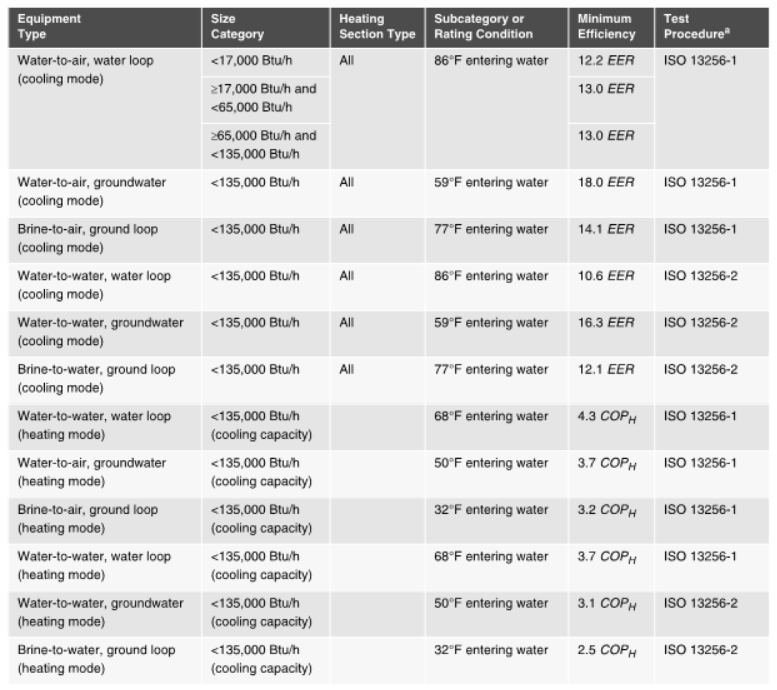 Equipment Type | Size Category | Heating Section Type | Subcategory or Rating Condition | Minimum Efficiency | Test Procedureᵃ
Water-to-air, water loop (cooling mode) | <17,000 Btu/h | All | 86°F entering water | 12.2 EER | ISO 13256-1
≥17,000 Btu/h and <65,000 Btu/h | 13.0 EER
≥65,000 Btu/h and <135,000 Btu/h | 13.0 EER
Water-to-air, groundwater (cooling mode) | <135,000 Btu/h | All | 59°F entering water | 18.0 EER | ISO 13256-1
Brine-to-air, ground loop (cooling mode) | <135,000 Btu/h | All | 77°F entering water | 14.1 EER | ISO 13256-1
Water-to-water, water loop (cooling mode) | <135,000 Btu/h | All | 86°F entering water | 10.6 EER | ISO 13256-2
Water-to-water, groundwater (cooling mode) | <135,000 Btu/h | All | 59°F entering water | 16.3 EER | ISO 13256-2
Brine-to-water, ground loop (cooling mode) | <135,000 Btu/h | All | 77°F entering water | 12.1 EER | ISO 13256-2
Water-to-water, water loop (heating mode) | <135,000 Btu/h (cooling capacity) | 68°F entering water | 4.3 COP_H | ISO 13256-1
Water-to-air, groundwater (heating mode) | <135,000 Btu/h (cooling capacity) | 50°F entering water | 3.7 COP_H | ISO 13256-1
Brine-to-air, ground loop (heating mode) | <135,000 Btu/h (cooling capacity) | 32°F entering water | 3.2 COP_H | ISO 13256-1
Water-to-water, water loop (heating mode) | <135,000 Btu/h (cooling capacity) | 68°F entering water | 3.7 COP_H | ISO 13256-1
Water-to-water, groundwater (heating mode) | <135,000 Btu/h (cooling capacity) | 50°F entering water | 3.1 COP_H | ISO 13256-2
Brine-to-water, ground loop (heating mode) | <135,000 Btu/h (cooling capacity) | 32°F entering water | 2.5 COP_H | ISO 13256-2